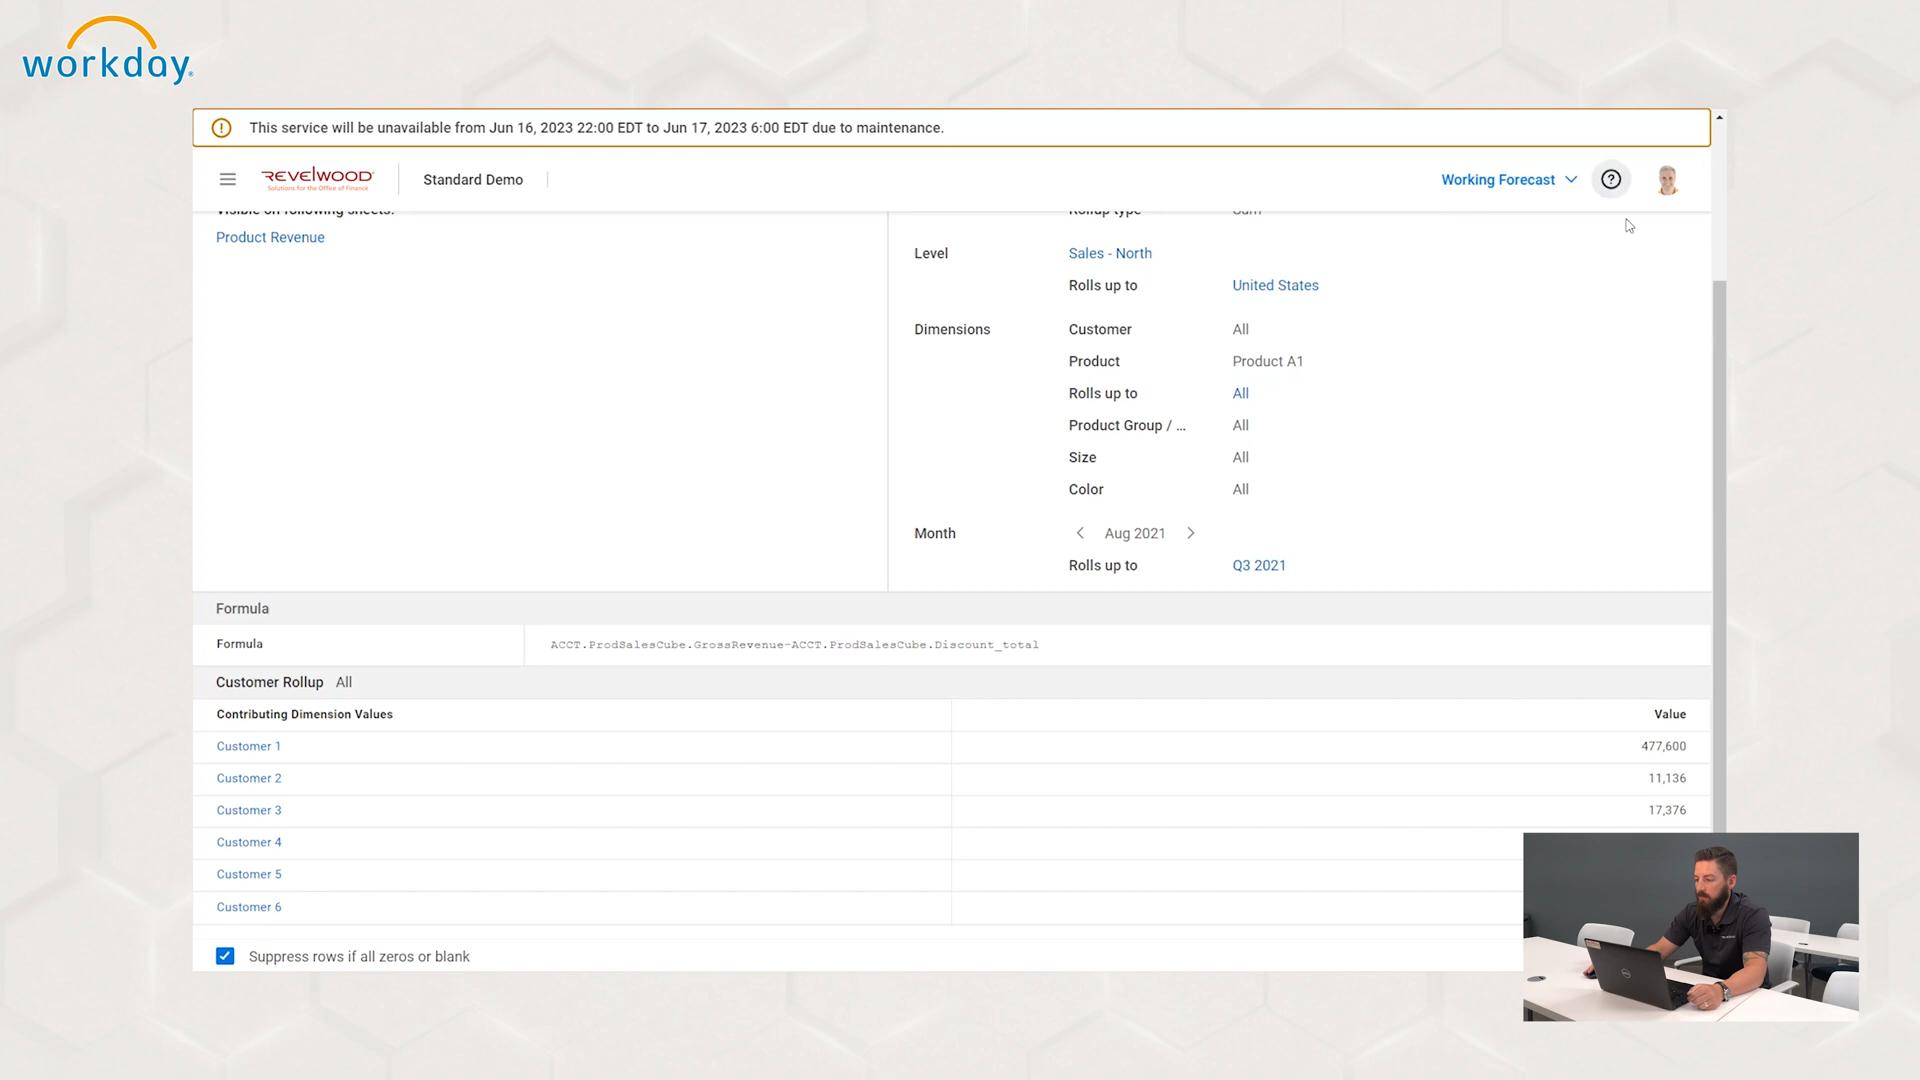 workday.
This service will be unavailable from Jun 16, 2023 22:00 EDT to Jun 17, 2023 6:00 EDT due to maintenance.
REVELWOOD
Solutions for the Office of Finance
Standard Demo
Working Forecast
Visible on following sheets:
Product Revenue
Rollup type Sum
Level Sales - North
Rolls up to United States
Dimensions Customer All
Product Product A1
Rolls up to All
Product Group / ... All
Size All
Color All
Month Aug 2021
Rolls up to Q3 2021
Formula
Formula ACCT.ProdSalesCube.GrossRevenue-ACCT.ProdSalesCube.Discount_total
Customer Rollup All
Contributing Dimension Values Value
Customer 1 477,600
Customer 2 11,136
Customer 3 17,376
Customer 4
Customer 5
Customer 6
Suppress rows if all zeros or blank